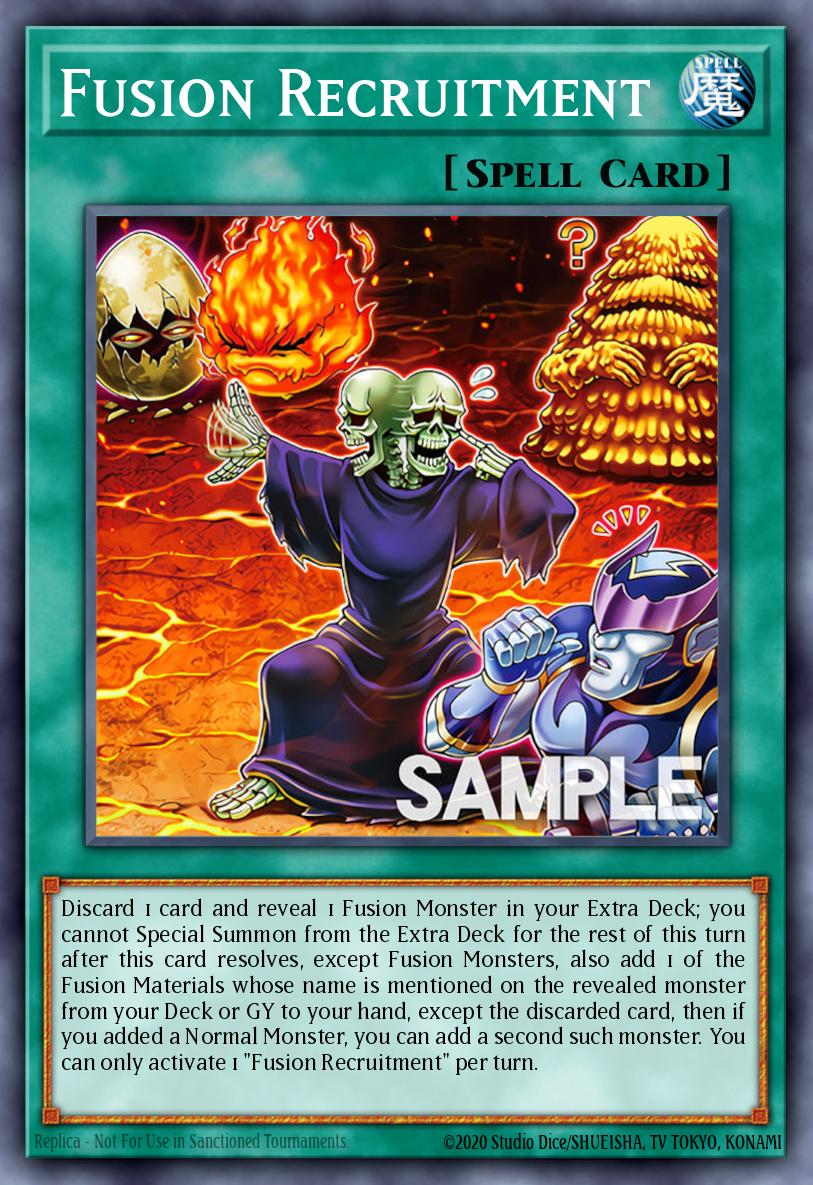 FUSION RECRUITMENT
SPELL
魔
[SPELL CARD]
?
SAMPLE
Discard 1 card and reveal 1 Fusion Monster in your Extra Deck; you
cannot Special Summon from the Extra Deck for the rest of this turn
after this card resolves, except Fusion Monsters, also add 1 of the
Fusion Materials whose name is mentioned on the revealed monster
from your Deck or GY to your hand, except the discarded card, then if
you added a Normal Monster, you can add a second such monster. You
can only activate 1 "Fusion Recruitment" per turn.
Replica - Not For Use in Sanctioned Tournaments.
©2020 Studio Dice/SHUEISHA, TV TOKYO, KONAMI